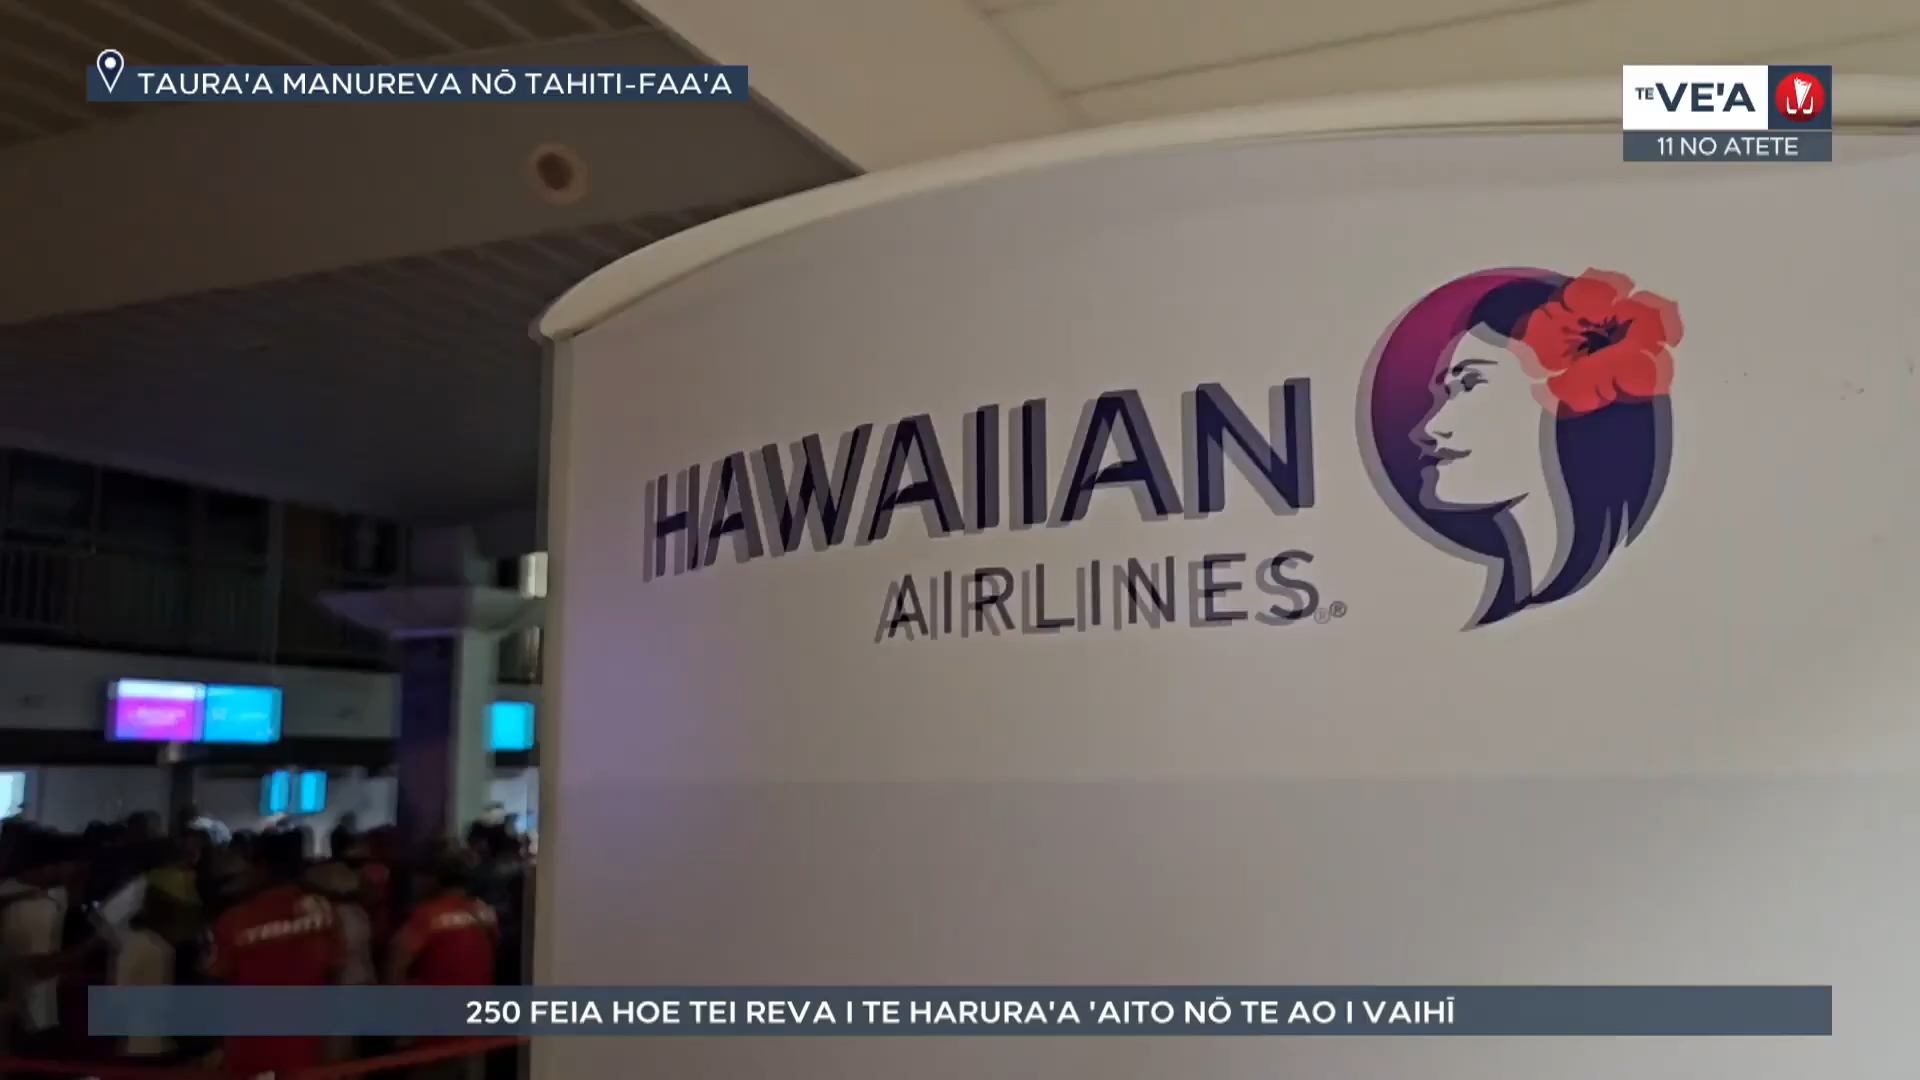 TAURA'A MANUREVA NŌ TAHITI-FAA'A
TE VE'A
11 NO ATETE
HAWAIIAN
AIRLINES®
TAHITI
250 FEIA HOE TEI REVA I TE HARURA'A 'AITO NŌ TE AO I VAIHĪ